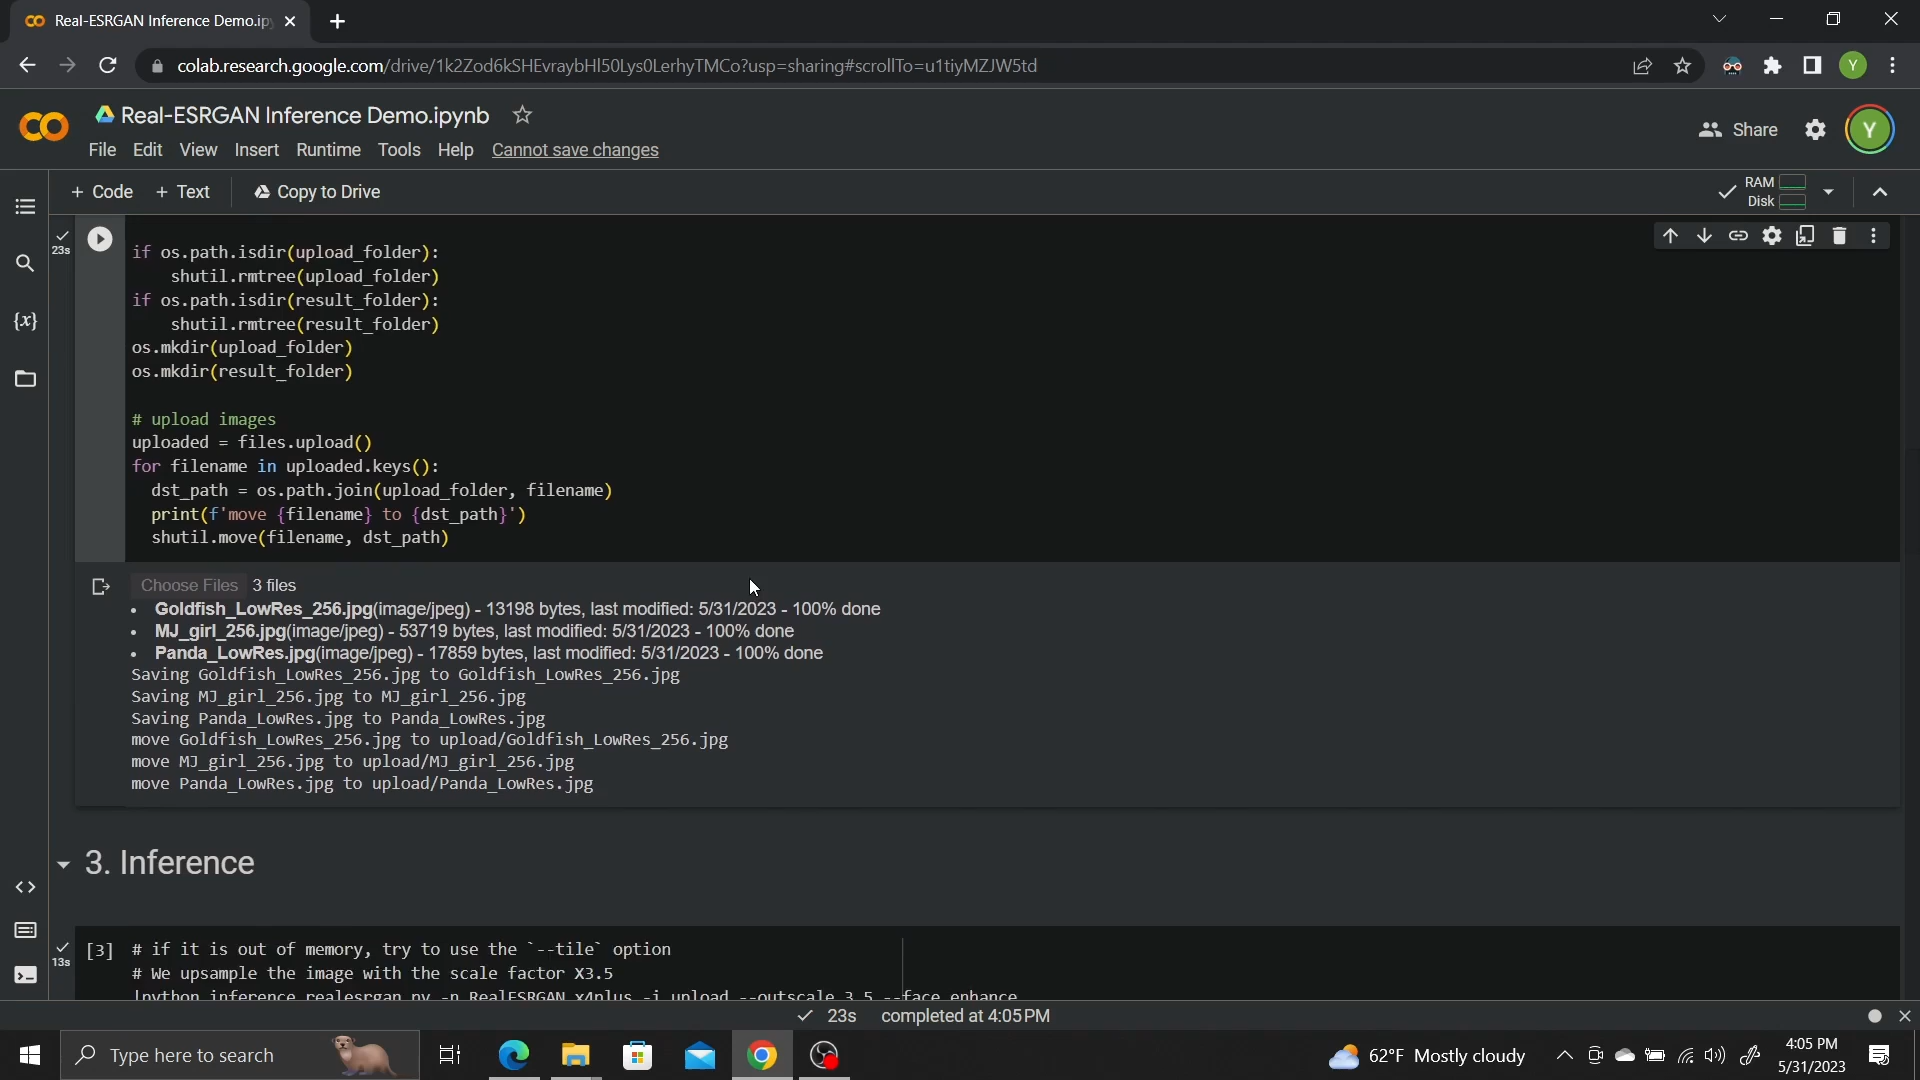 Real-ESRGAN Inference Demo.ip
colab.research.google.com/drive/1k2Zod6kSHEvraybHI50Lys0LerhyTMCo?usp=sharing#scrollTo=u1tiyMZJW5td
Y
Real-ESRGAN Inference Demo.ipynb
Share
Y
File Edit View Insert Runtime Tools Help Cannot save changes
+ Code + Text Copy to Drive
RAM
Disk
23s
{x}
if os.path.isdir(upload_folder):
shutil.rmtree(upload_folder)
if os.path.isdir(result_folder):
shutil.rmtree(result_folder)
os.mkdir(upload_folder)
os.mkdir(result_folder)
# upload images
uploaded = files.upload()
for filename in uploaded.keys():
dst_path = os.path.join(upload_folder, filename)
print(f'move {filename} to {dst_path}')
shutil.move(filename, dst_path)
Choose Files 3 files
• Goldfish_LowRes_256.jpg(image/jpeg) - 13198 bytes, last modified: 5/31/2023 - 100% done
• MJ_girl_256.jpg(image/jpeg) - 53719 bytes, last modified: 5/31/2023 - 100% done
• Panda_LowRes.jpg(image/jpeg) - 17859 bytes, last modified: 5/31/2023 - 100% done
Saving Goldfish_LowRes_256.jpg to Goldfish_LowRes_256.jpg
Saving MJ_girl_256.jpg to MJ_girl_256.jpg
Saving Panda_LowRes.jpg to Panda_LowRes.jpg
move Goldfish_LowRes_256.jpg to upload/Goldfish_LowRes_256.jpg
move MJ_girl_256.jpg to upload/MJ_girl_256.jpg
move Panda_LowRes.jpg to upload/Panda_LowRes.jpg
3. Inference
13s
[3] # if it is out of memory, try to use the `--tile` option
# We upsample the image with the scale factor X3.5
!python inference_realesrgan.py -n RealESRGAN_x4plus -i upload --outscale 3.5 --face_enhance
23s completed at 4:05 PM
Type here to search
62°F Mostly cloudy
4:05 PM
5/31/2023